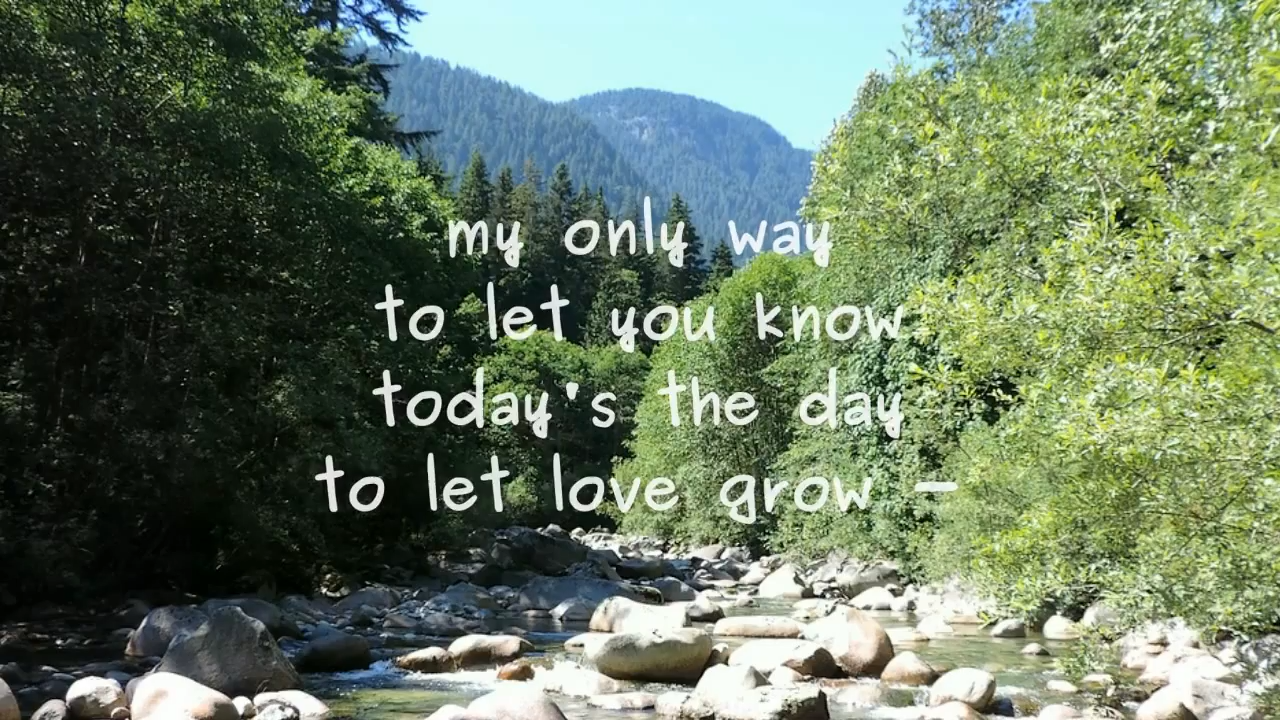 my only way
to let you know
today's the day
to let love grow –